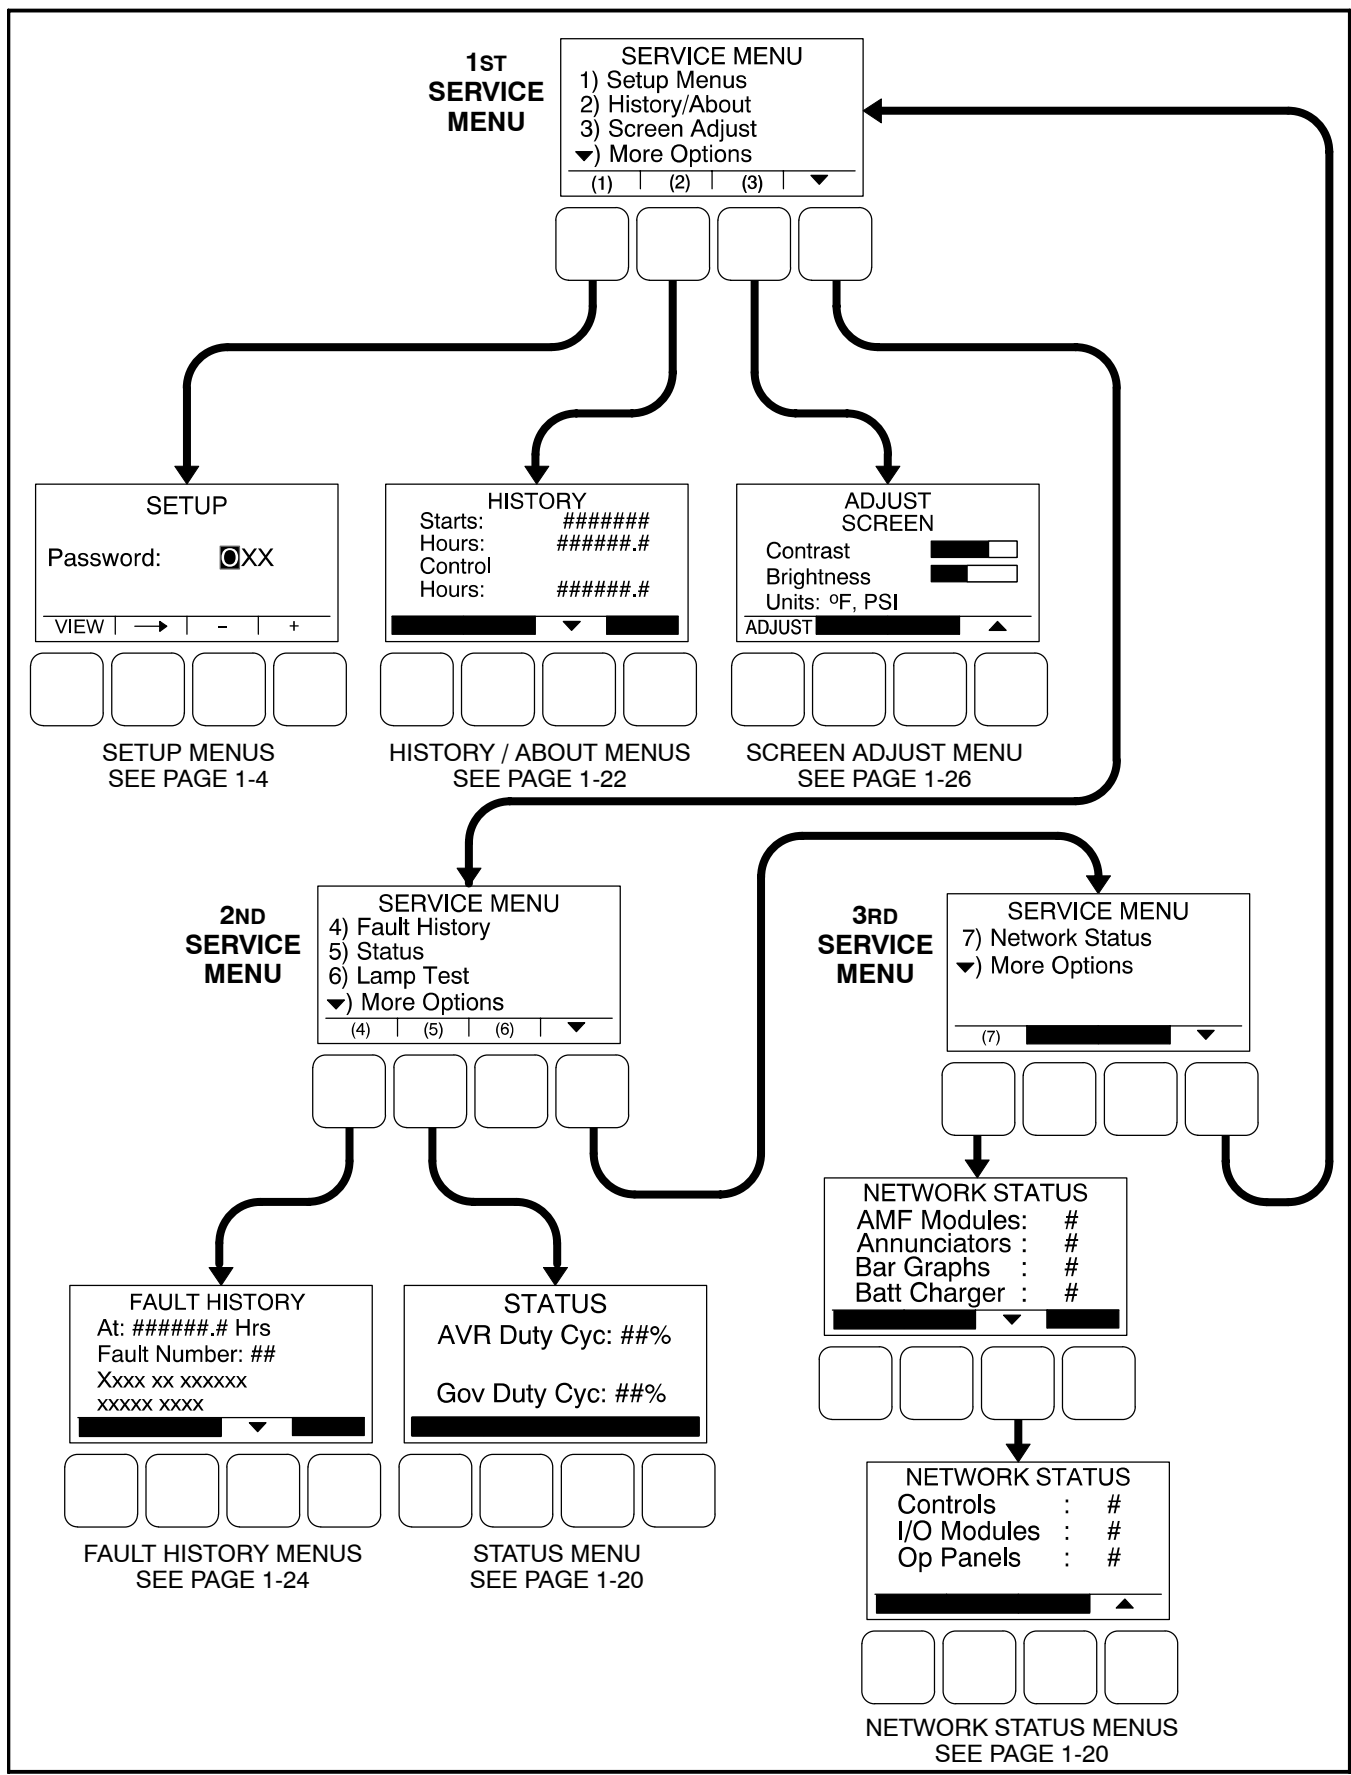 1ST
SERVICE
MENU
SERVICE MENU
1) Setup Menus
2) History/About
3) Screen Adjust
▼) More Options
(1) (2) (3) ▼
SETUP
Password: 0XX
VIEW → - +
SETUP MENUS
SEE PAGE 1-4
HISTORY
Starts: #######
Hours: ######.#
Control
Hours: ######.#
▼
HISTORY / ABOUT MENUS
SEE PAGE 1-22
ADJUST
SCREEN
Contrast
Brightness
Units: ºF, PSI
ADJUST ▲
SCREEN ADJUST MENU
SEE PAGE 1-26
2ND
SERVICE
MENU
SERVICE MENU
4) Fault History
5) Status
6) Lamp Test
▼) More Options
(4) (5) (6) ▼
3RD
SERVICE
MENU
SERVICE MENU
7) Network Status
▼) More Options
(7) ▼
FAULT HISTORY
At: ######.# Hrs
Fault Number: ##
Xxxx xx xxxxxx
xxxxx xxxx
▼
FAULT HISTORY MENUS
SEE PAGE 1-24
STATUS
AVR Duty Cyc: ##%
Gov Duty Cyc: ##%
STATUS MENU
SEE PAGE 1-20
NETWORK STATUS
AMF Modules: #
Annunciators : #
Bar Graphs : #
Batt Charger : #
▼
NETWORK STATUS
Controls : #
I/O Modules : #
Op Panels : #
▲
NETWORK STATUS MENUS
SEE PAGE 1-20